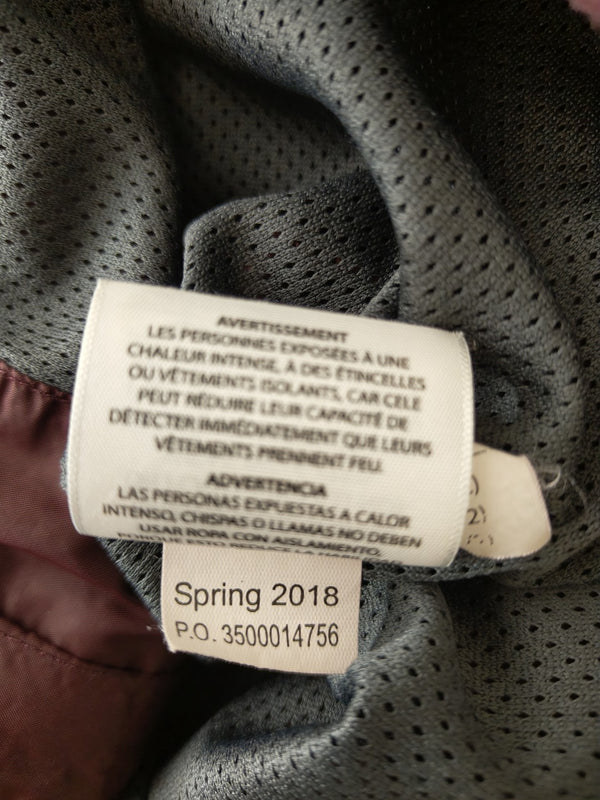 AVERTISSEMENT
LES PERSONNES EXPOSÉES À UNE
CHALEUR INTENSE, À DES ÉTINCELLES
OU VÊTEMENTS ISOLANTS, CAR CELE
PEUT RÉDUIRE LEUR CAPACITÉ DE
DÉTECTER IMMÉDIATEMENT QUE LEURS
VÊTEMENTS PRENNENT FEU.
ADVERTENCIA
LAS PERSONAS EXPUESTAS A CALOR
INTENSO, CHISPAS O LLAMAS NO DEBEN
USAR ROPA CON AISLAMIENTO,
2)
Spring 2018
P.O. 3500014756